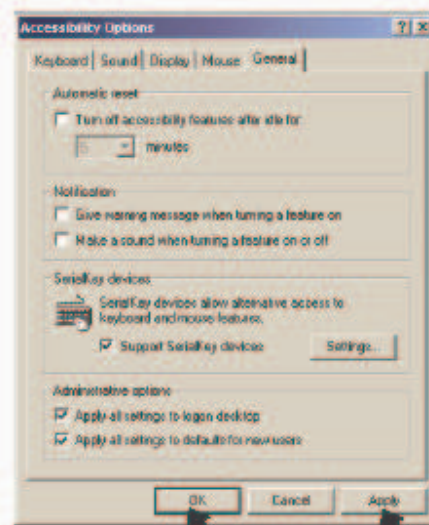 Accessibility Options
Keyboard Sound Display Mouse General
Automatic reset
Turn off accessibility features after idle for
5 minutes
Notification
Give warning message when turning a feature on
Make a sound when turning a feature on or off
SerialKey devices
SerialKey devices allow alternative access to
keyboard and mouse features.
Support SerialKey devices Settings...
Administrative options
Apply all settings to logon desktop
Apply all settings to defaults for new users
OK Cancel Apply